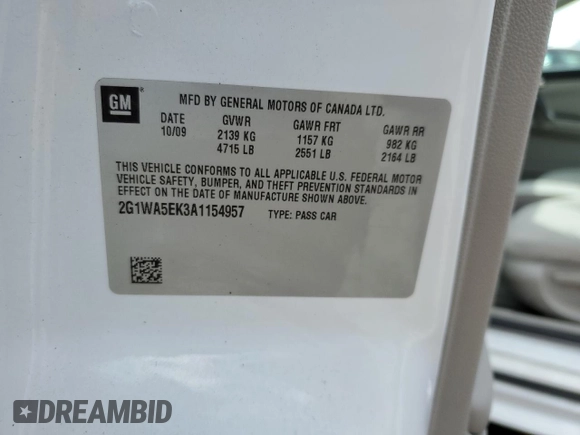 GM
MFD BY GENERAL MOTORS OF CANADA LTD.
DATE GVWR GAWR FRT GAWR RR
10/09 2139 KG 1157 KG 982 KG
4715 LB 2551 LB 2164 LB
THIS VEHICLE CONFORMS TO ALL APPLICABLE U.S. FEDERAL MOTOR
VEHICLE SAFETY, BUMPER, AND THEFT PREVENTION STANDARDS IN
EFFECT ON THE DATE OF MANUFACTURE SHOWN ABOVE.
2G1WA5EK3A1154957 TYPE: PASS CAR
DREAMBID